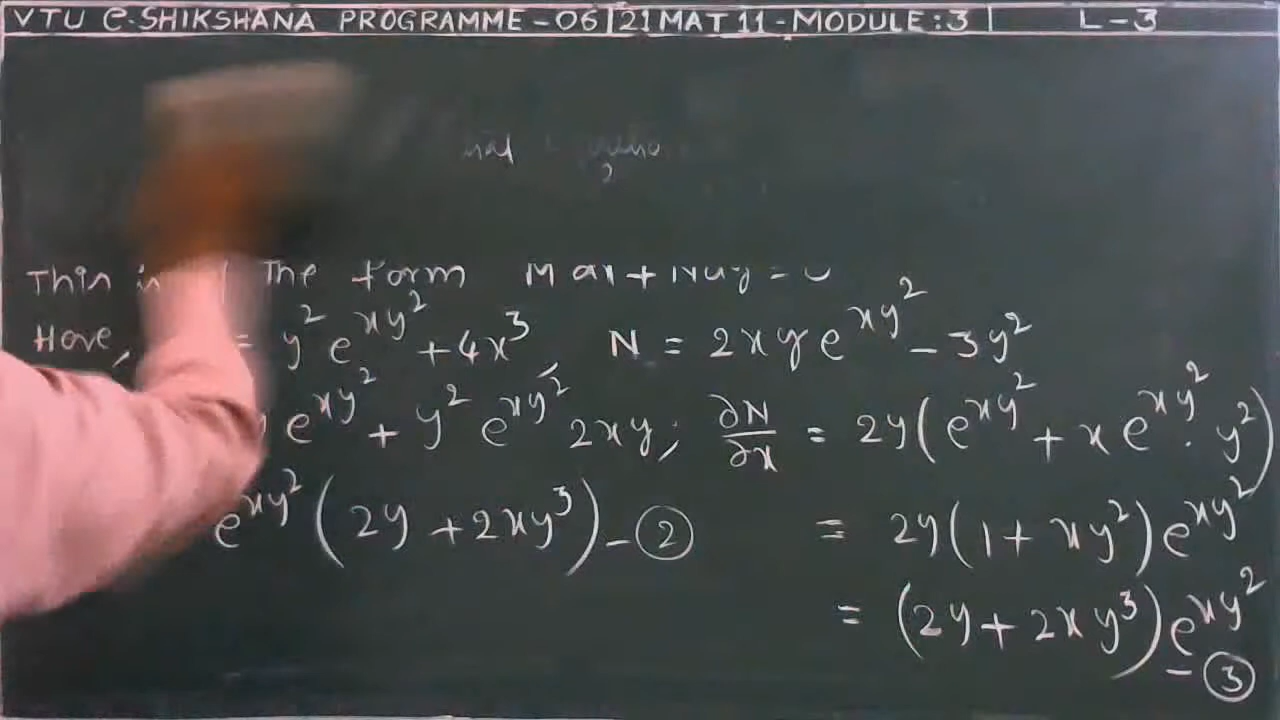 VTU e-SHIKSHANA PROGRAMME-06 | 21MAT11-MODULE:3 | L-3
This is The form Mdx + Ndy = 0
Here, = y² e^{xy²} + 4x³, N = 2xy e^{xy²} - 3y²
e^{xy²} + y² e^{xy²} 2xy; ∂N/∂x = 2y(e^{xy²} + x e^{xy²}. y²)
e^{xy²} (2y + 2xy³) - ② = 2y(1 + xy²) e^{xy²}
= (2y + 2xy³) e^{xy²}
- ③